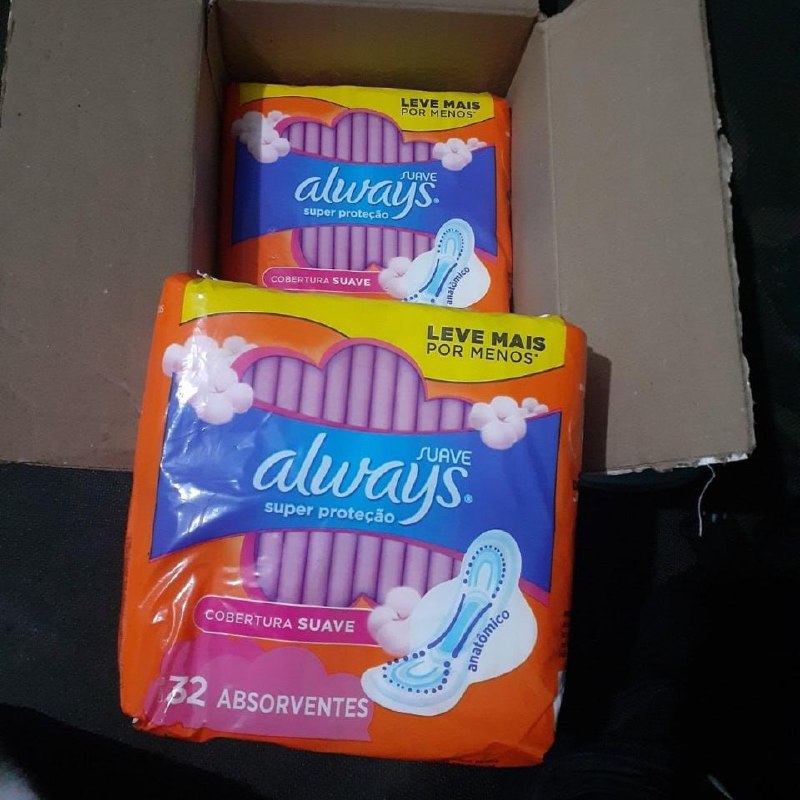 LEVE MAIS
POR MENOS*
SUAVE
always®
super proteção
COBERTURA SUAVE
anatômico
LEVE MAIS
POR MENOS*
SUAVE
always®
super proteção
COBERTURA SUAVE
anatômico
32 ABSORVENTES